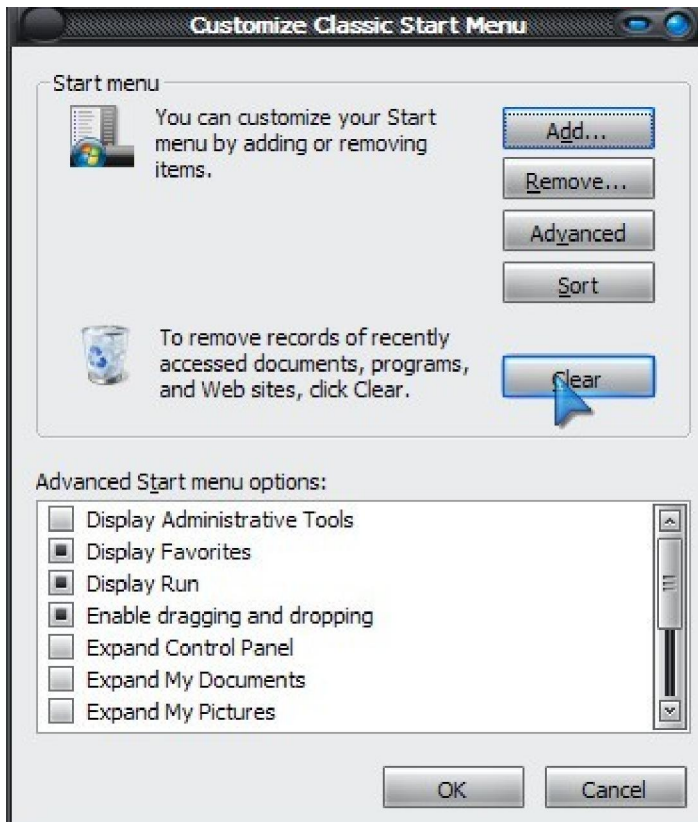 Customize Classic Start Menu
Start menu
You can customize your Start
menu by adding or removing
items.
Add...
Remove...
Advanced
Sort
To remove records of recently
accessed documents, programs,
and Web sites, click Clear.
Clear
Advanced Start menu options:
Display Administrative Tools
Display Favorites
Display Run
Enable dragging and dropping
Expand Control Panel
Expand My Documents
Expand My Pictures
OK
Cancel